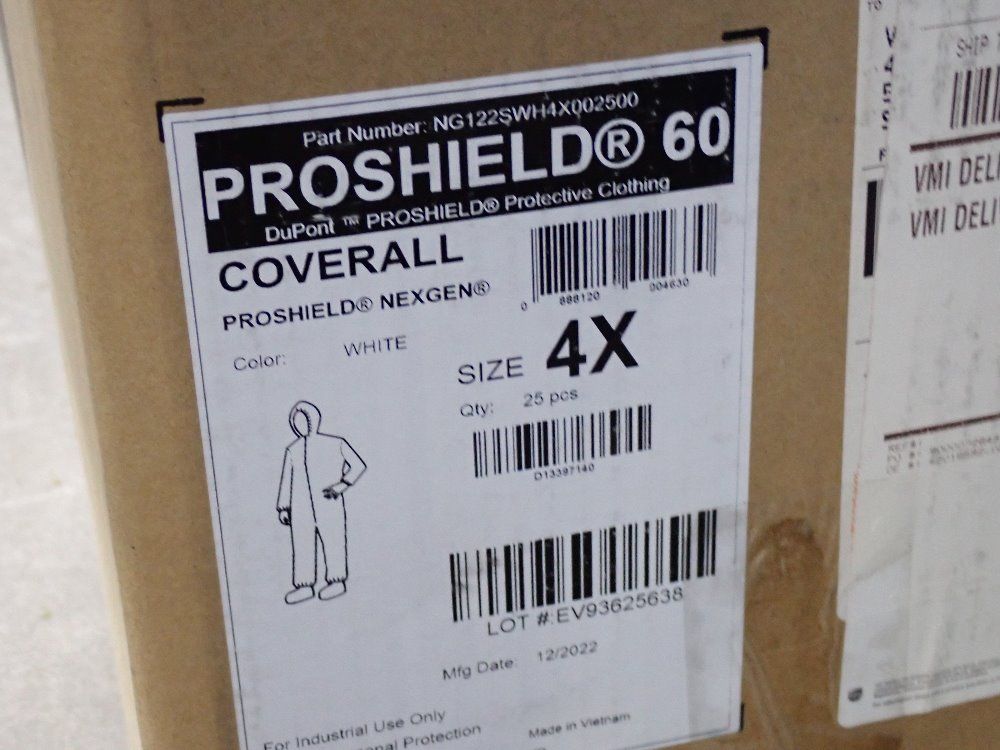 Part Number: NG122SWH4X002500
PROSHIELD® 60
DuPont ™ PROSHIELD® Protective Clothing
COVERALL
PROSHIELD® NEXGEN®
0 888120 004630
Color: WHITE
SIZE 4X
Qty: 25 pcs
D13397140
LOT #:EV93625638
Mfg Date: 12/2022
For Industrial Use Only
Protection
Made in Vietnam
TO
SHIP
VMI DELI
VMI DELI